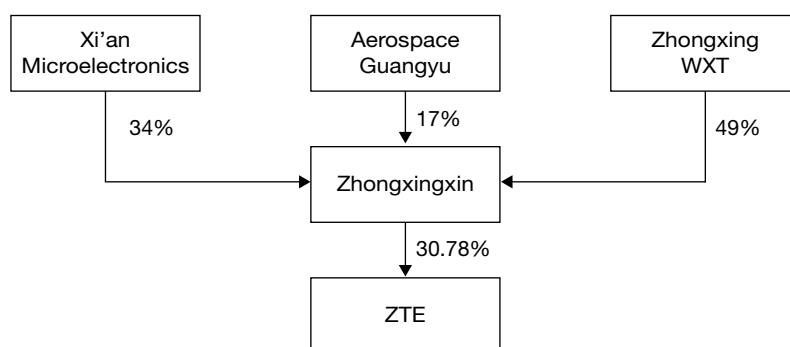 Xi’an
Microelectronics
Aerospace
Guangyu
Zhongxing
WXT
34%
17%
49%
Zhongxingxin
30.78%
ZTE